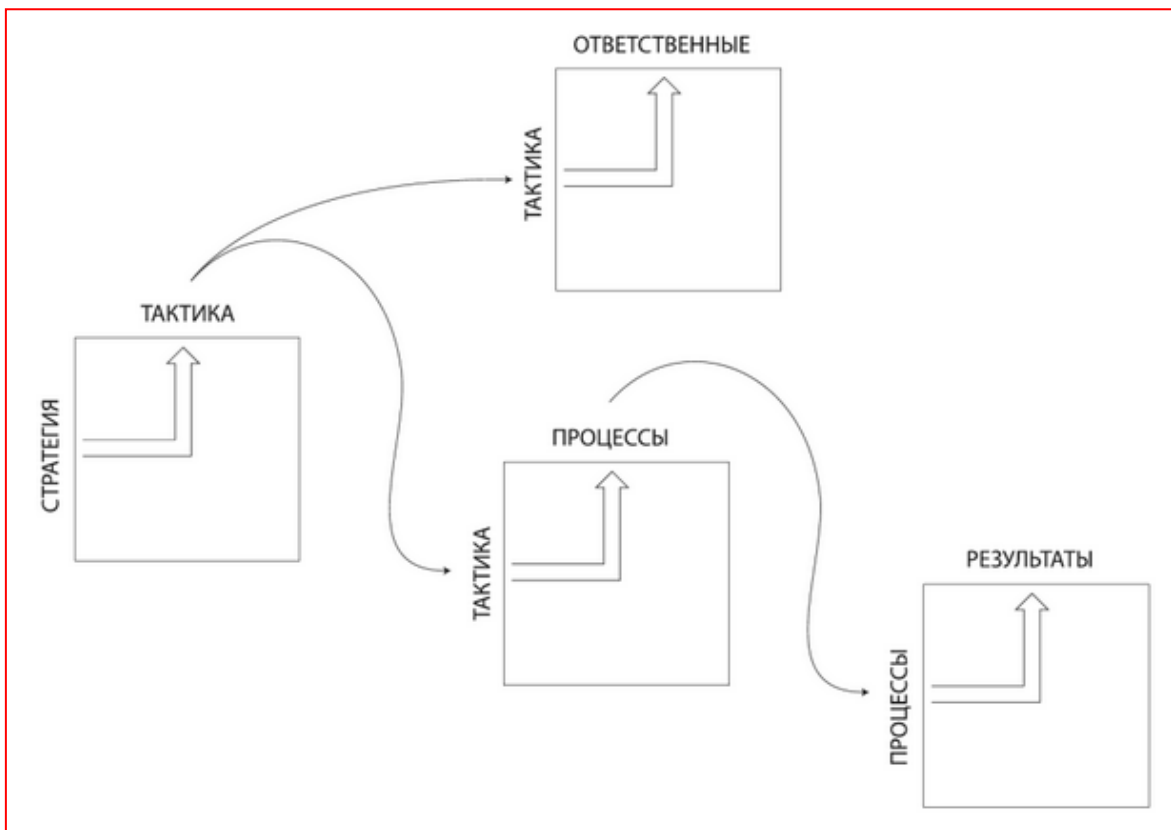 ОТВЕТСТВЕННЫЕ
ТАКТИКА
ТАКТИКА
СТРАТЕГИЯ
ПРОЦЕССЫ
ТАКТИКА
РЕЗУЛЬТАТЫ
ПРОЦЕССЫ